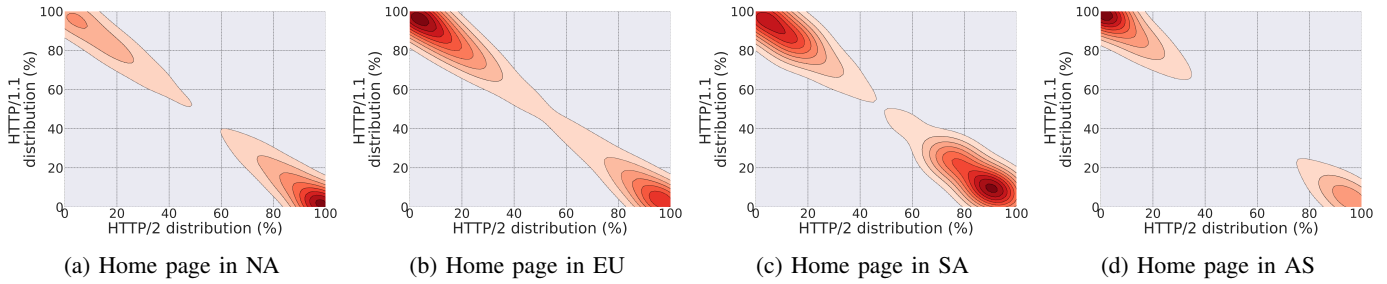 100
80
60
40
20
0
HTTP/1.1
distribution (%)
0 20 40 60 80 100
HTTP/2 distribution (%)
(a) Home page in NA
100
80
60
40
20
0
HTTP/1.1
distribution (%)
0 20 40 60 80 100
HTTP/2 distribution (%)
(b) Home page in EU
100
80
60
40
20
0
HTTP/1.1
distribution (%)
0 20 40 60 80 100
HTTP/2 distribution (%)
(c) Home page in SA
100
80
60
40
20
0
HTTP/1.1
distribution (%)
0 20 40 60 80 100
HTTP/2 distribution (%)
(d) Home page in AS